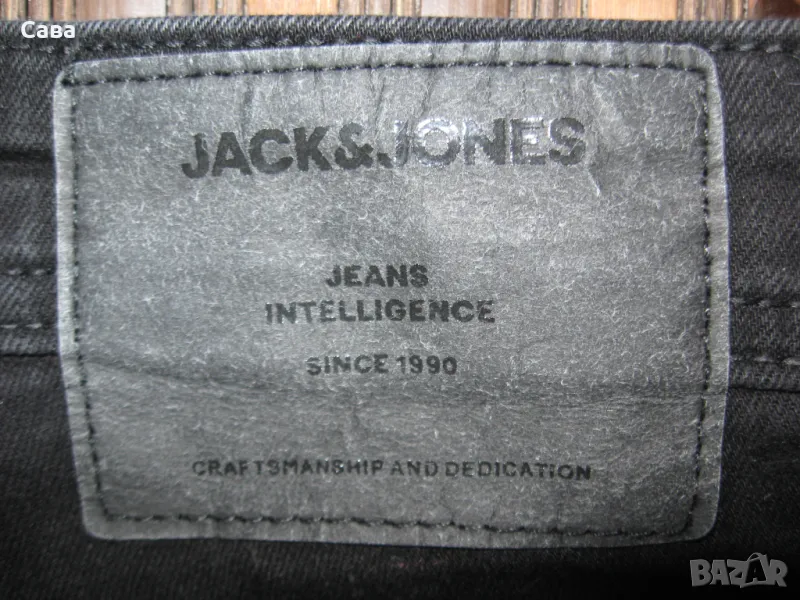 Сава
JACK&JONES
JEANS
INTELLIGENCE
SINCE 1990
CRAFTSMANSHIP AND DEDICATION
BAZAR